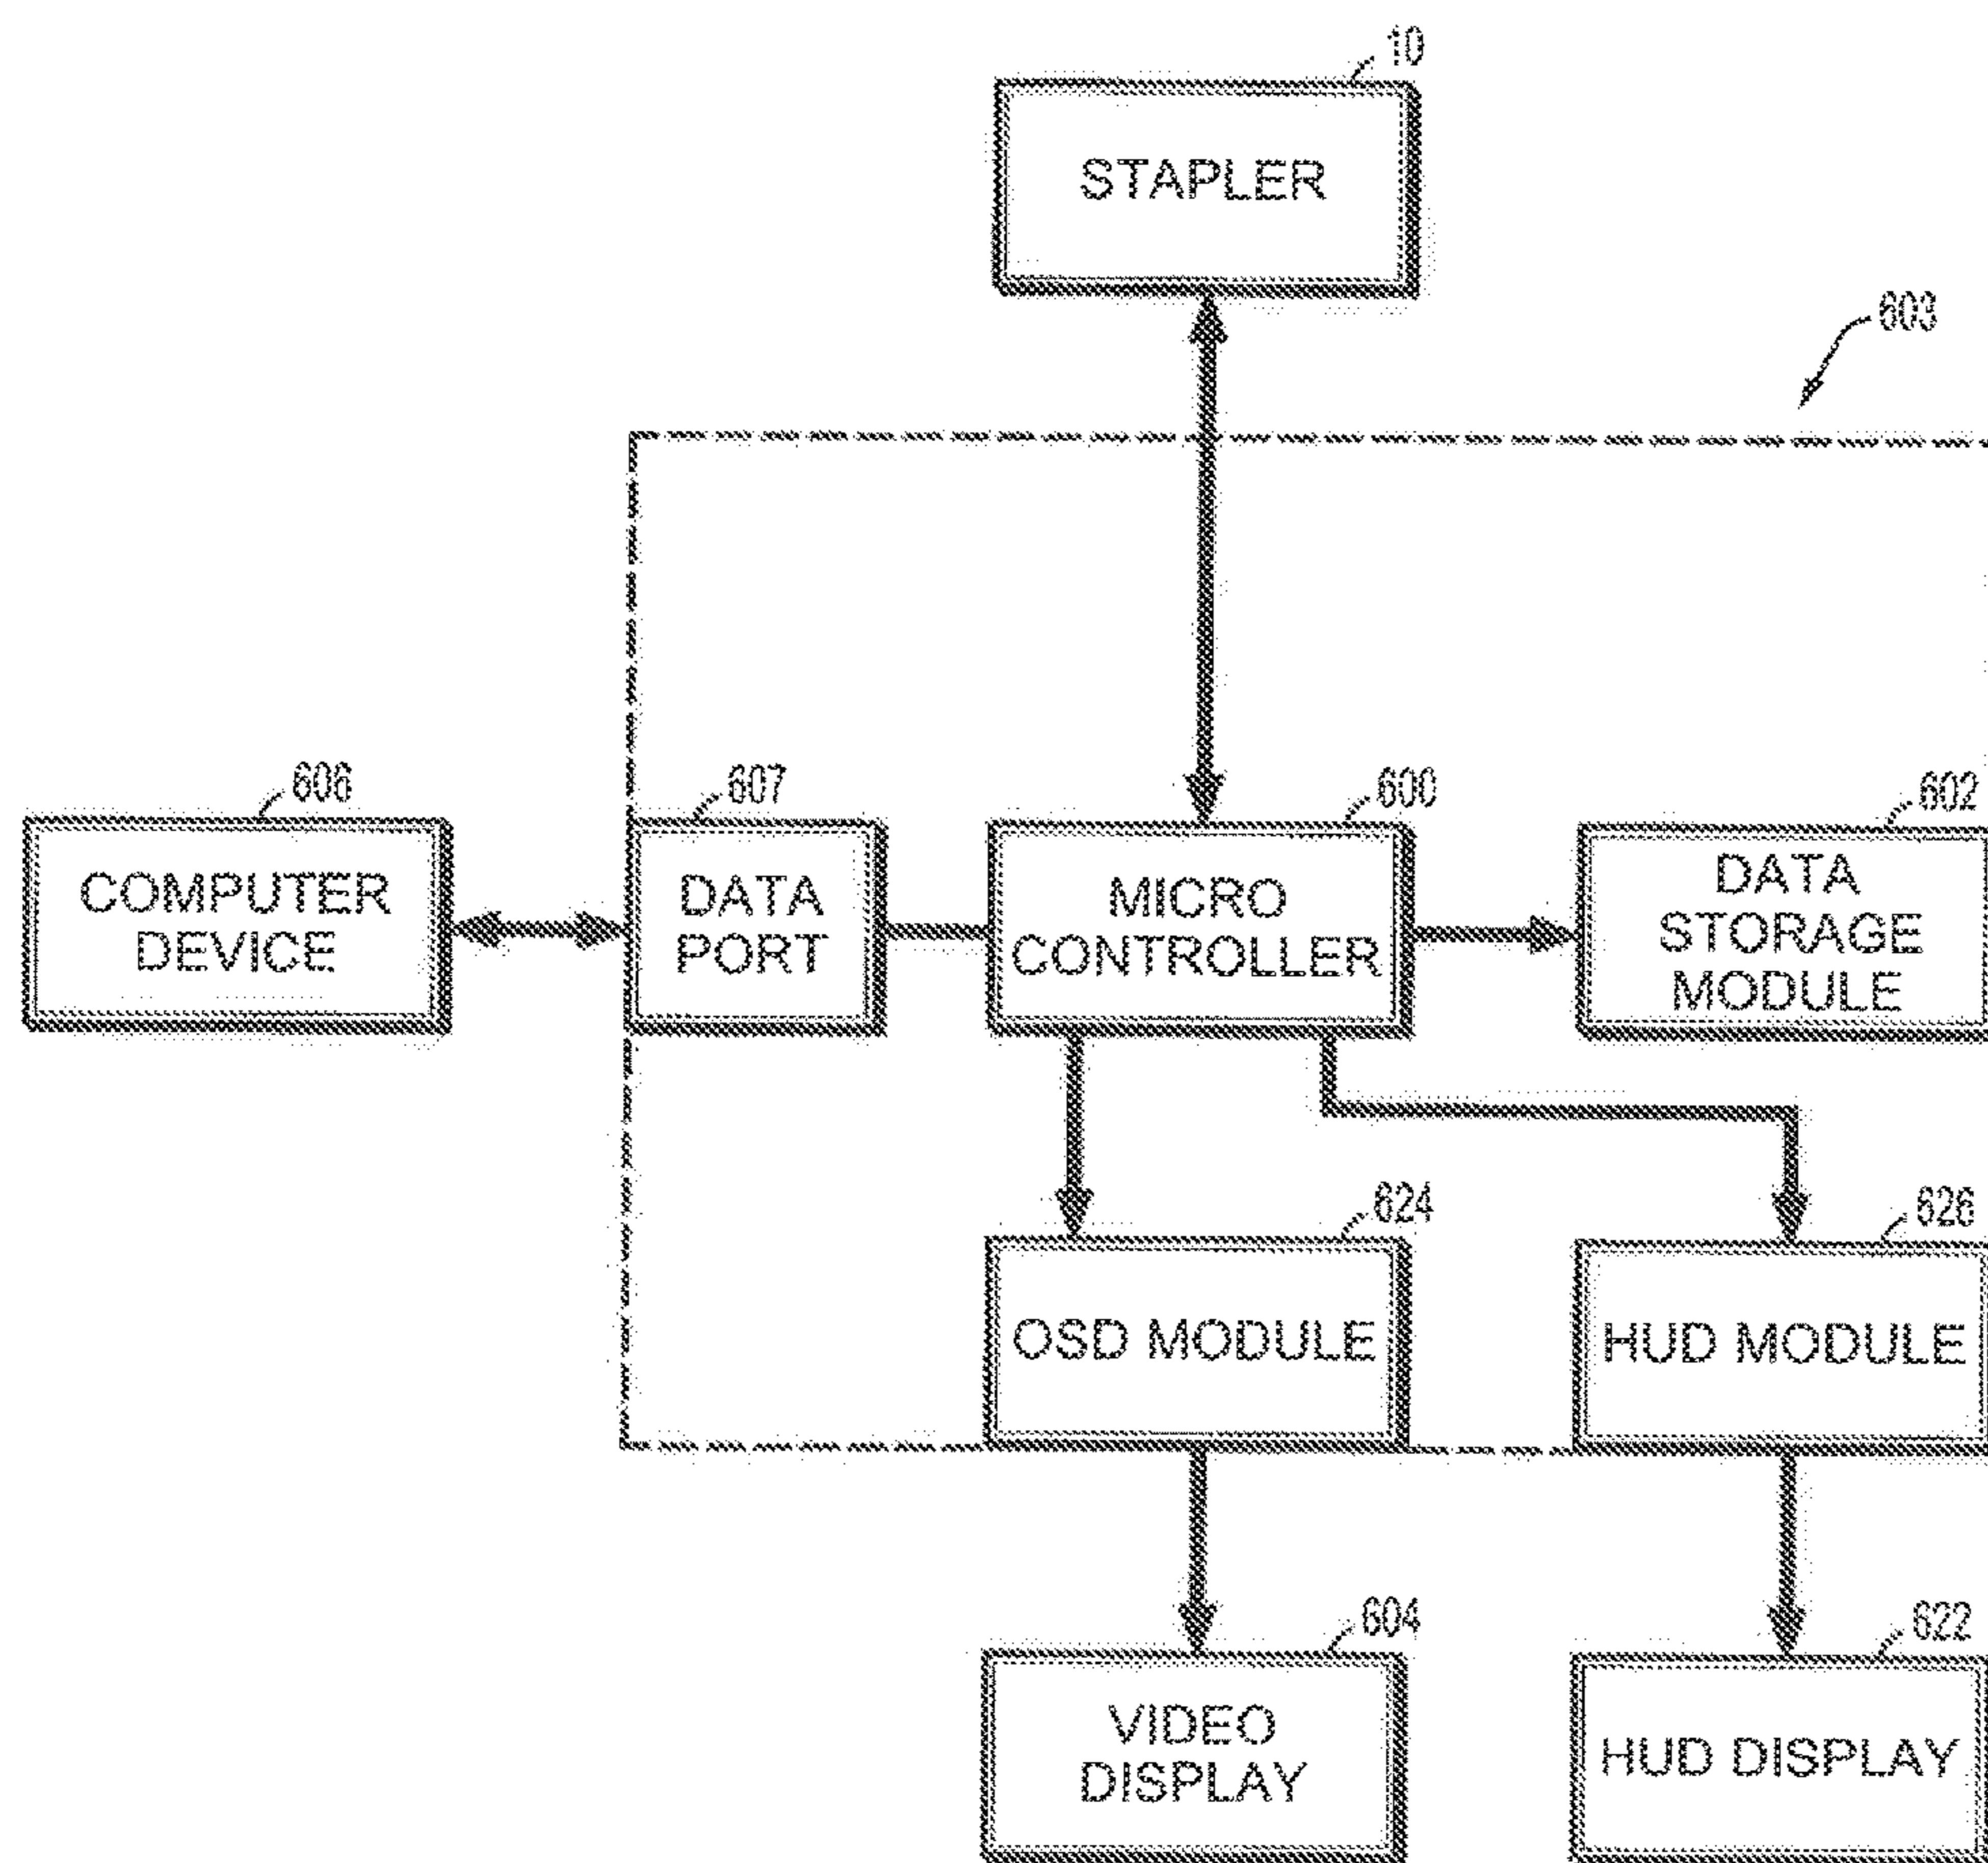 10
STAPLER
603
606
607
600
602
COMPUTER
DEVICE
DATA
PORT
MICRO
CONTROLLER
DATA
STORAGE
MODULE
624
626
OSD MODULE
HUD MODULE
604
622
VIDEO
DISPLAY
HUD DISPLAY